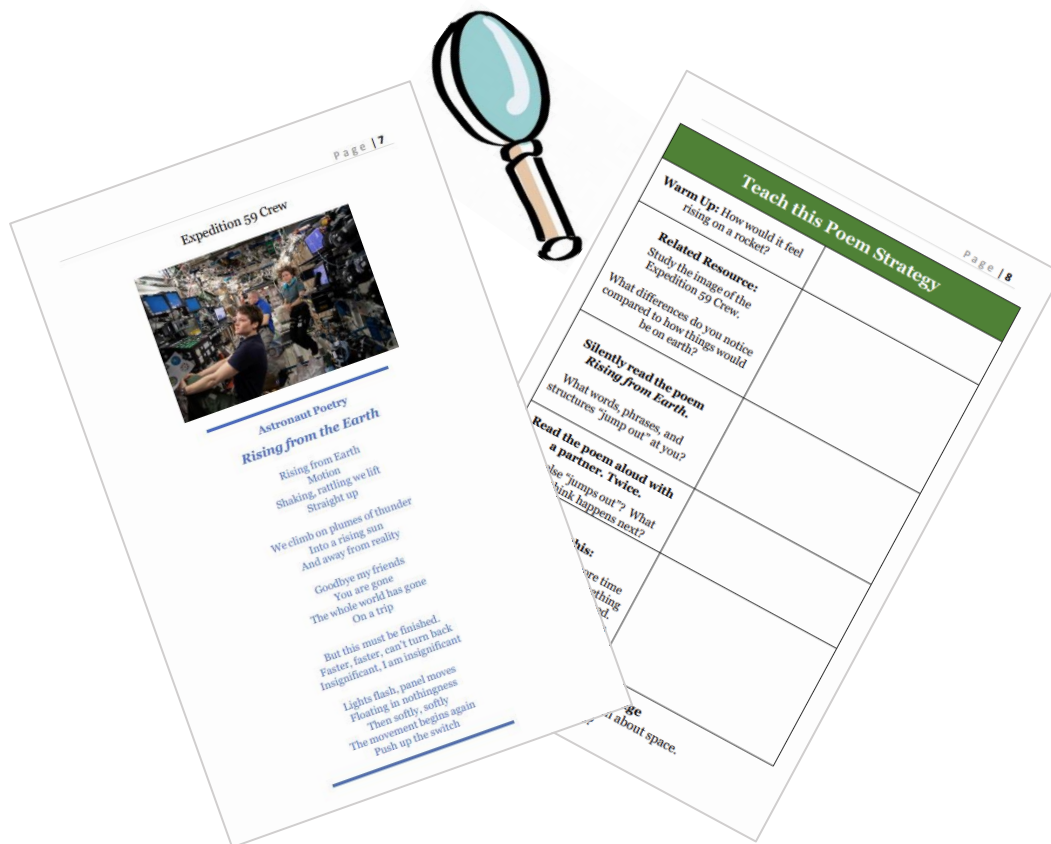 Page | 7
Expedition 59 Crew
Astronaut Poetry
Rising from the Earth
Rising from Earth
Motion
Shaking, rattling we lift
Straight up
We climb on plumes of thunder
Into a rising sun
And away from reality
Goodbye my friends
You are gone
The whole world has gone
On a trip
But this must be finished.
Faster, faster, can't turn back
Insignificant, I am insignificant
Lights flash, panel moves
Floating in nothingness
Then softly, softly
The movement begins again
Push up the switch
Page | 8
Teach this Poem Strategy
Warm Up: How would it feel
rising on a rocket?
Related Resource:
Study the image of the
Expedition 59 Crew.
What differences do you notice
compared to how things would
be on earth?
Silently read the poem
Rising from Earth.
What words, phrases, and
structures "jump out" at you?
Read the poem aloud with
a partner. Twice.
else "jumps out"? What
think happens next?
this:
ore time
mething
ed.
ge
about space.
?